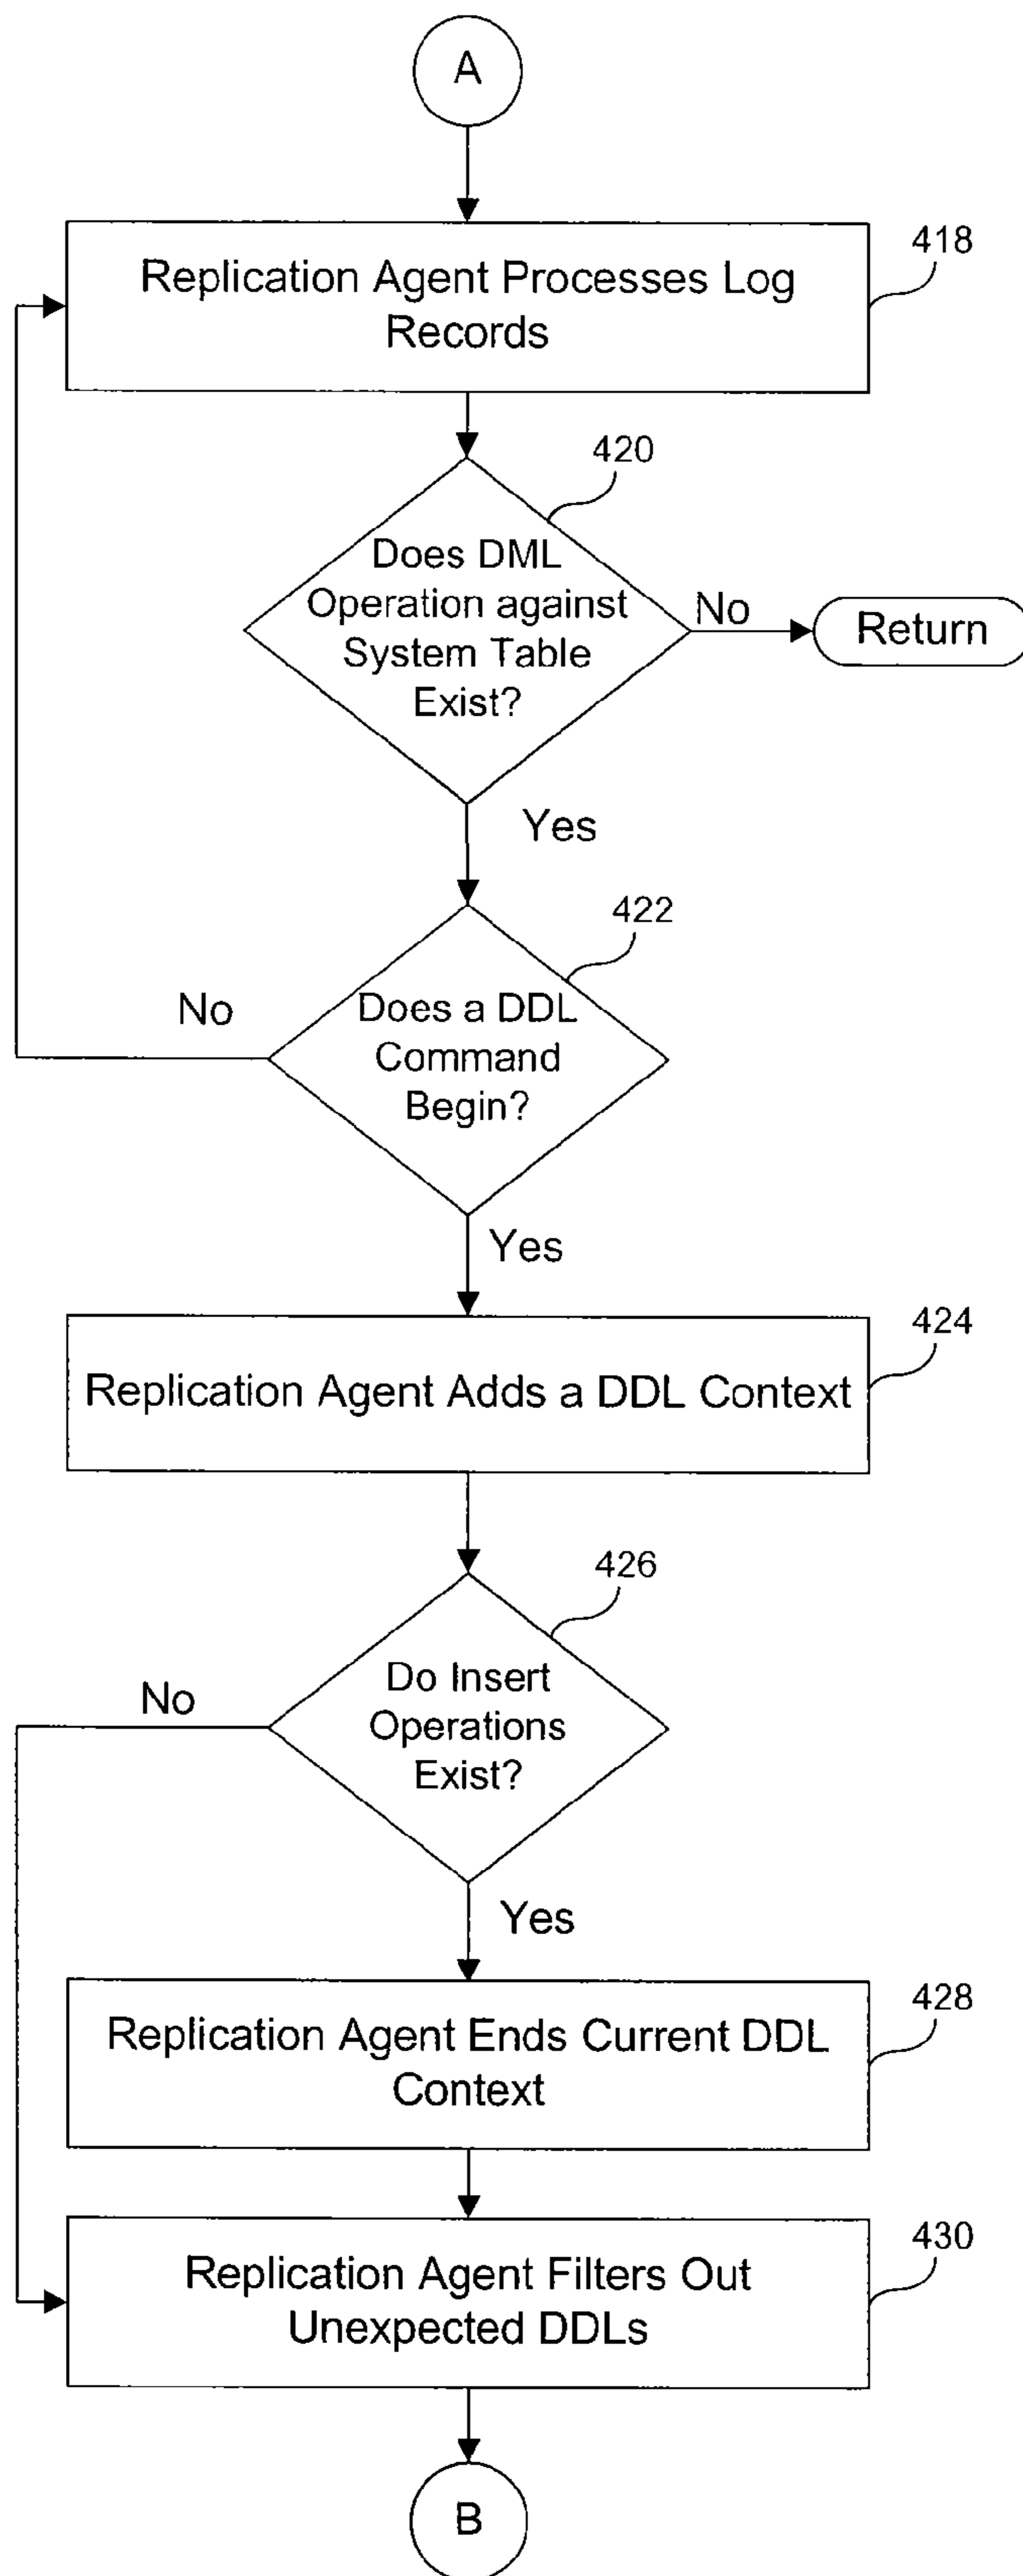 A
418
Replication Agent Processes Log
Records
420
Does DML
Operation against
System Table
Exist?
No
Return
Yes
422
Does a DDL
Command
Begin?
No
Yes
424
Replication Agent Adds a DDL Context
426
Do Insert
Operations
Exist?
No
Yes
428
Replication Agent Ends Current DDL
Context
430
Replication Agent Filters Out
Unexpected DDLs
B